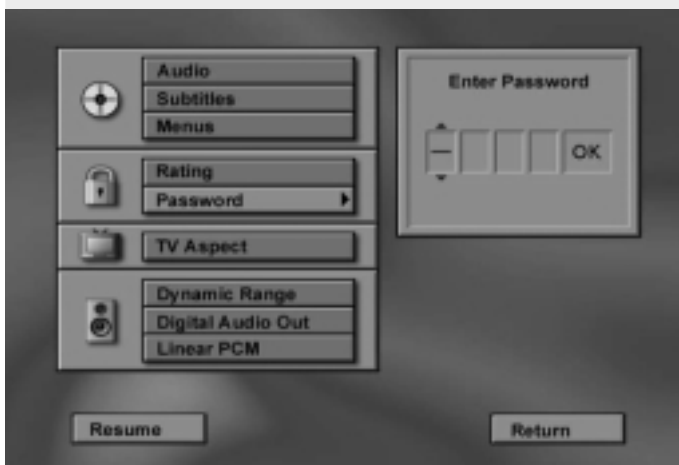 Audio
Subtitles
Menus
Rating
Password
TV Aspect
Dynamic Range
Digital Audio Out
Linear PCM
Enter Password
— OK
Resume
Return